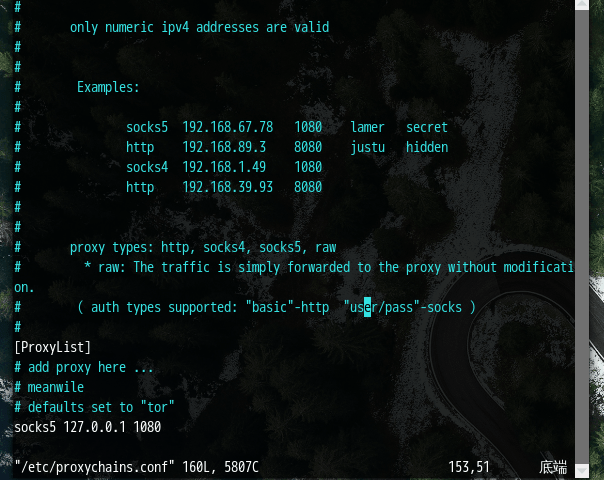 #
#       only numeric ipv4 addresses are valid
#
#
#        Examples:
#
#               socks5  192.168.67.78   1080    lamer   secret
#               http    192.168.89.3    8080    justu   hidden
#               socks4  192.168.1.49    1080
#               http    192.168.39.93   8080
#
#
#       proxy types: http, socks4, socks5, raw
#         * raw: The traffic is simply forwarded to the proxy without modificati
on.
#        ( auth types supported: "basic"-http  "user/pass"-socks )
#
[ProxyList]
# add proxy here ...
# meanwile
# defaults set to "tor"
socks5 127.0.0.1 1080
"/etc/proxychains.conf" 160L, 5807C                           153,51       底端